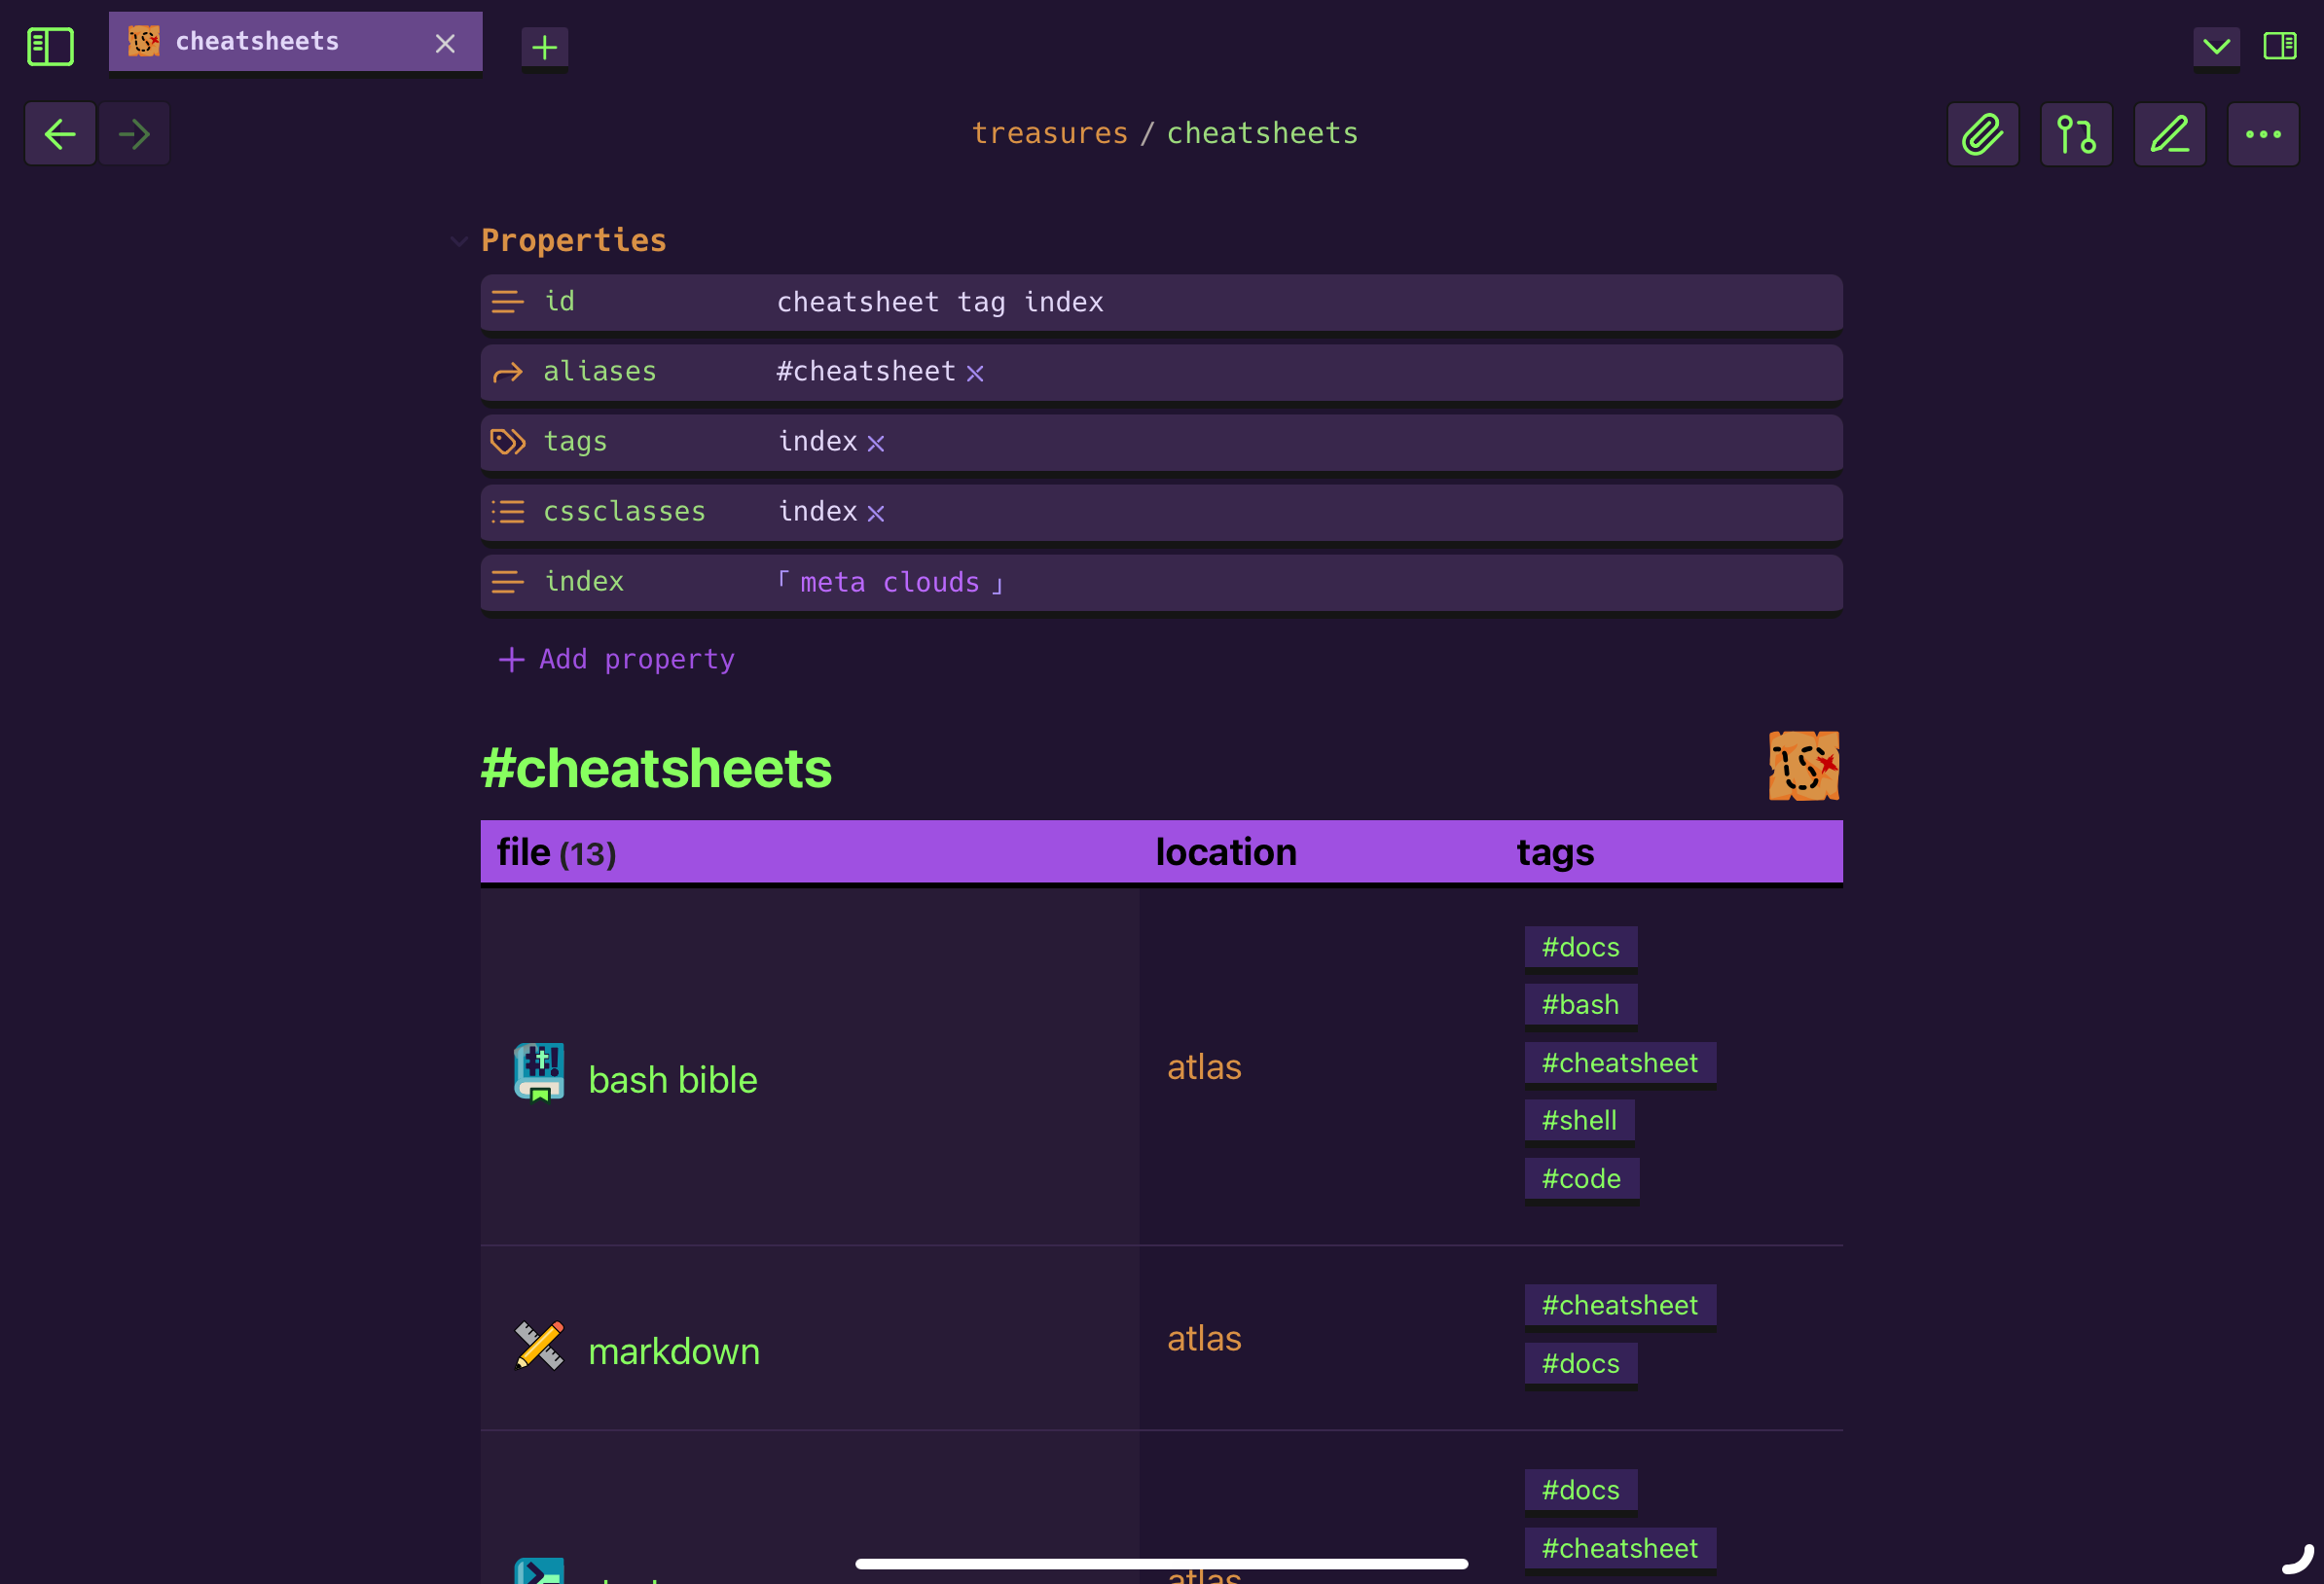 cheatsheets
treasures / cheatsheets
Properties
id cheatsheet tag index
aliases #cheatsheet
tags index
cssclasses index
index 「 meta clouds 」
Add property
#cheatsheets
file (13) location tags
#docs
#bash
bash bible atlas #cheatsheet
#shell
#code
#cheatsheet
markdown atlas
#docs
#docs
#cheatsheet
atlas